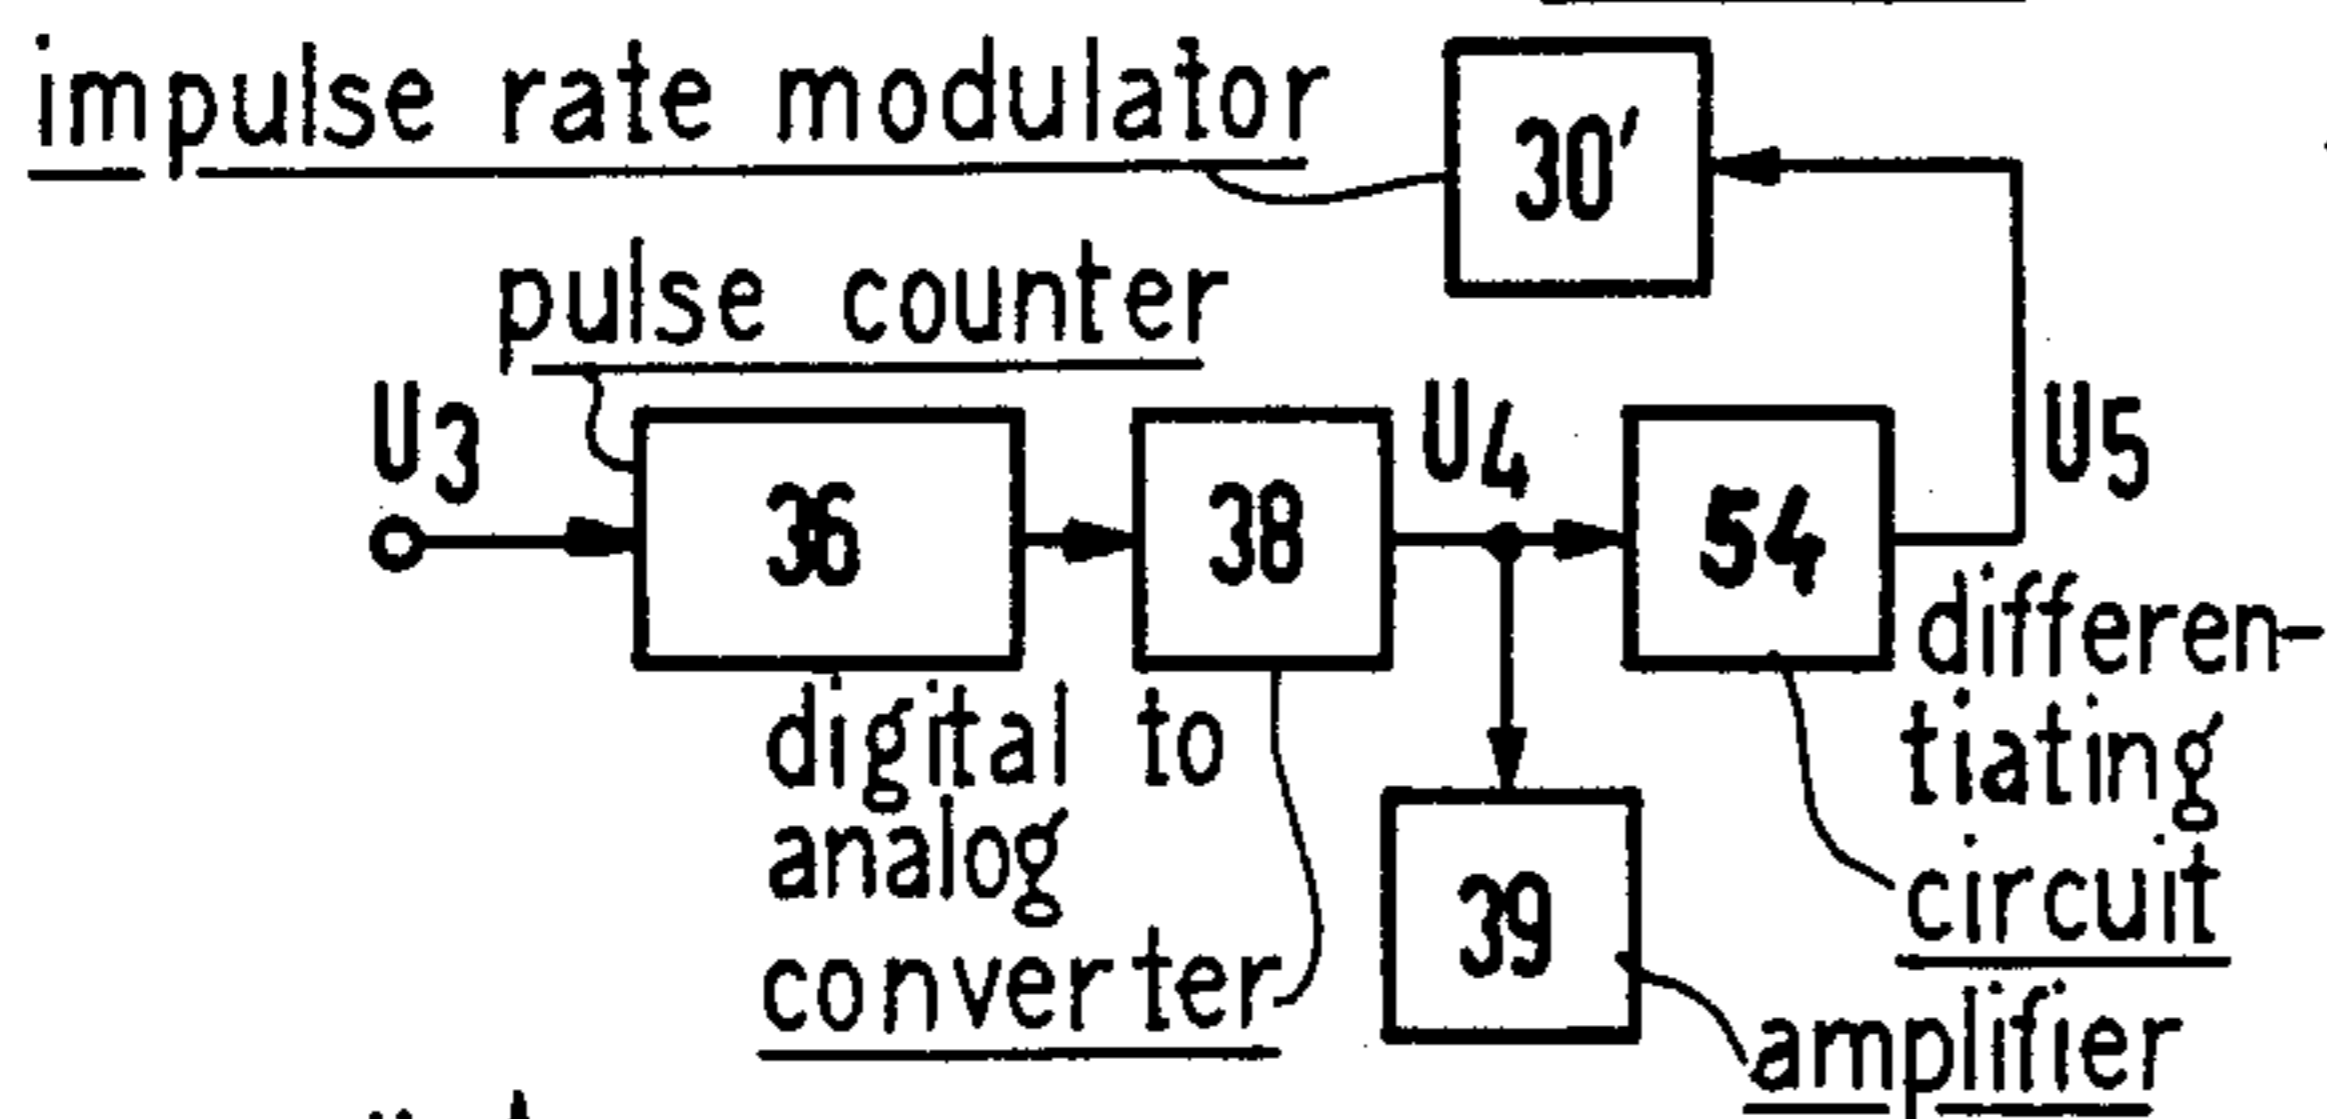 impulse rate modulator
30'
pulse counter
U3
36
38
U4
54
U5
differen-
tiating
circuit
digital to
analog
converter
39
amplifier